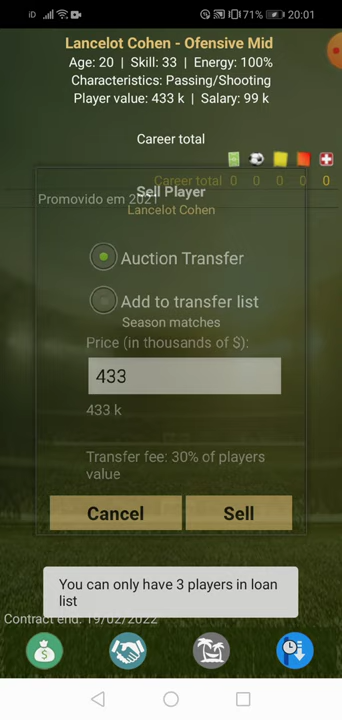 iD 71% 20:01
Lancelot Cohen - Ofensive Mid
Age: 20 | Skill: 33 | Energy: 100%
Characteristics: Passing/Shooting
Player value: 433 k | Salary: 99 k
Career total
Career total 0 0 0 0 0
Promovido em 2021
Sell Player
Lancelot Cohen
Auction Transfer
Add to transfer list
Season matches
Price (in thousands of $):
433
433 k
Transfer fee: 30% of players
value
Cancel Sell
You can only have 3 players in loan
list
Contract end: 19/02/2022